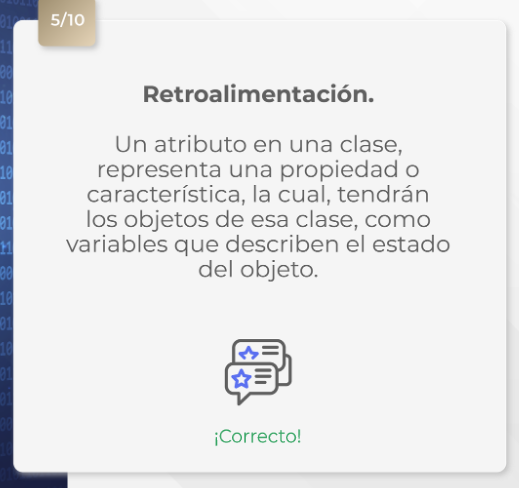 5/10
Retroalimentación.
Un atributo en una clase,
representa una propiedad o
característica, la cual, tendrán
los objetos de esa clase, como
variables que describen el estado
del objeto.
¡Correcto!